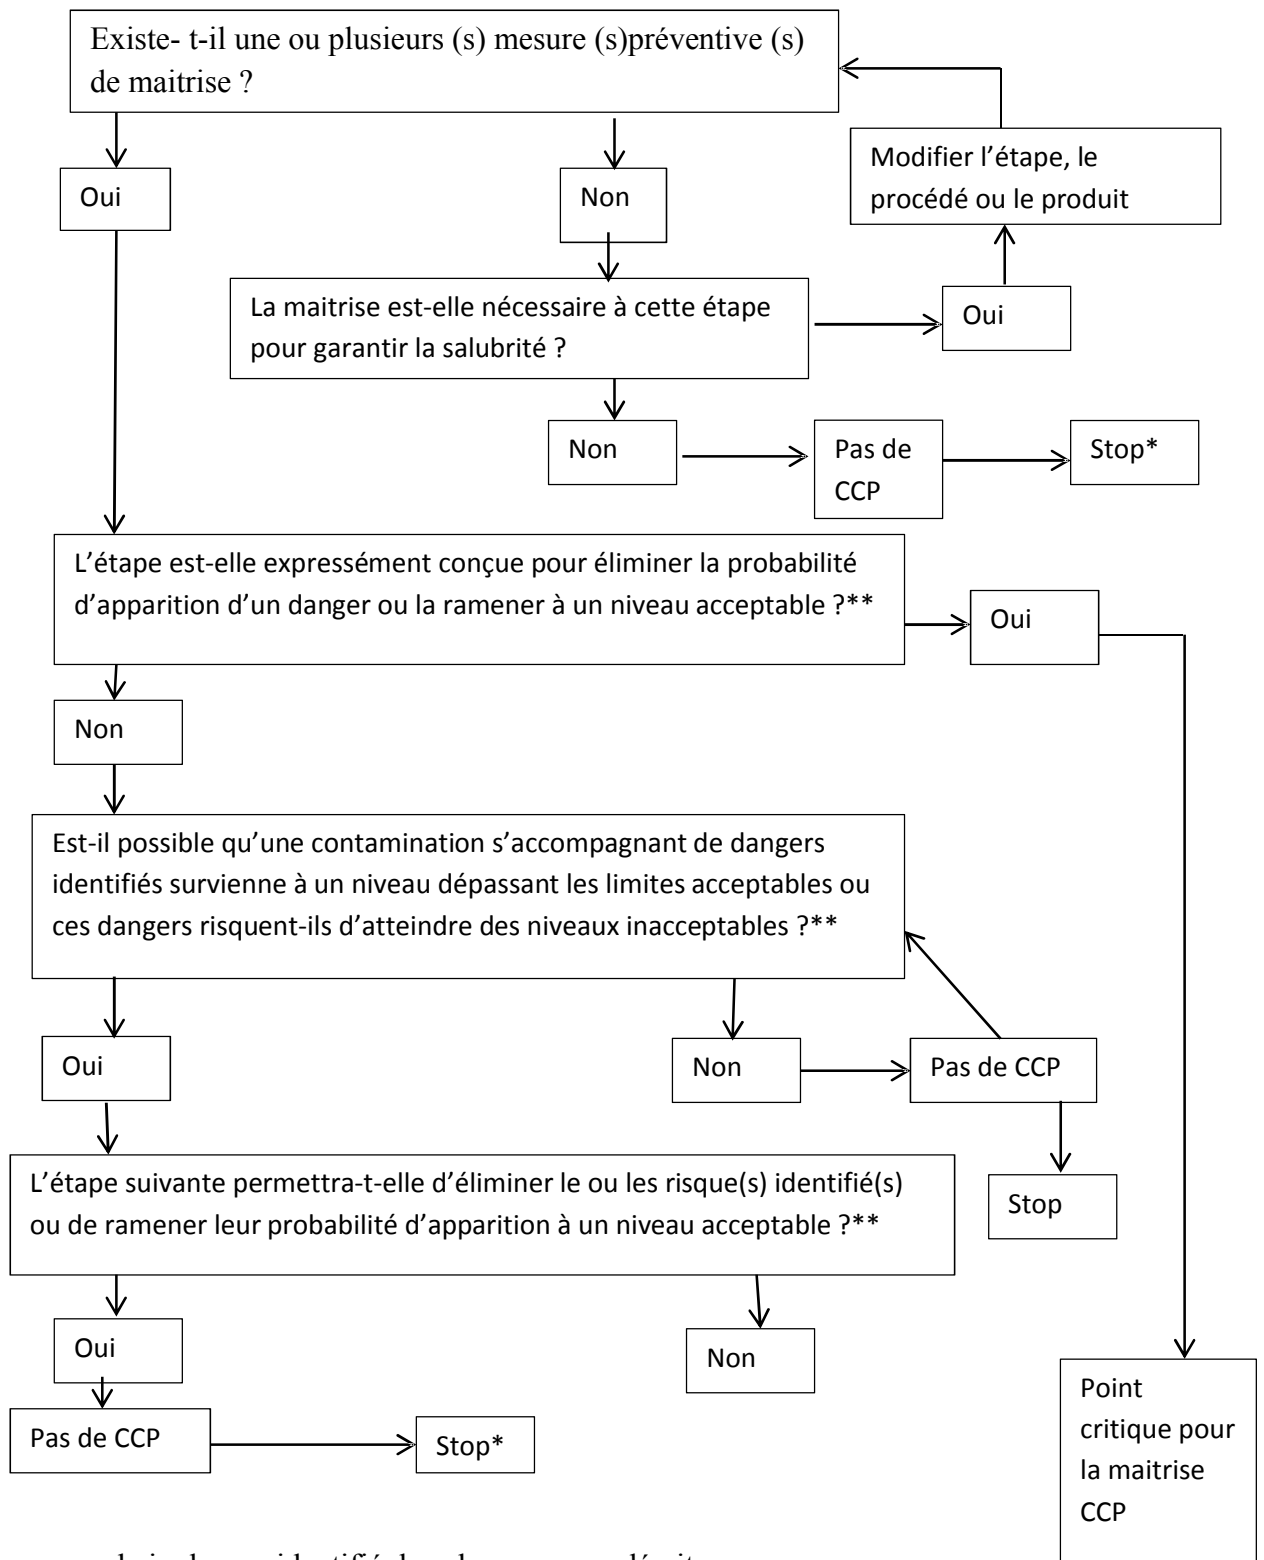 Existe- t-il une ou plusieurs (s) mesure (s)préventive (s)
de maitrise ?
Modifier l'étape, le
procédé ou le produit
Oui
Non
La maitrise est-elle nécessaire à cette étape
pour garantir la salubrité ?
Oui
Non
Pas de
CCP
Stop*
L'étape est-elle expressément conçue pour éliminer la probabilité
d'apparition d'un danger ou la ramener à un niveau acceptable ?**
Oui
Non
Est-il possible qu'une contamination s'accompagnant de dangers
identifiés survienne à un niveau dépassant les limites acceptables ou
ces dangers risquent-ils d'atteindre des niveaux inacceptables ?**
Oui
Non
Pas de CCP
Stop
L'étape suivante permettra-t-elle d'éliminer le ou les risque(s) identifié(s)
ou de ramener leur probabilité d'apparition à un niveau acceptable ?**
Oui
Non
Pas de CCP
Stop*
Point
critique pour
la maitrise
CCP
identifié dans